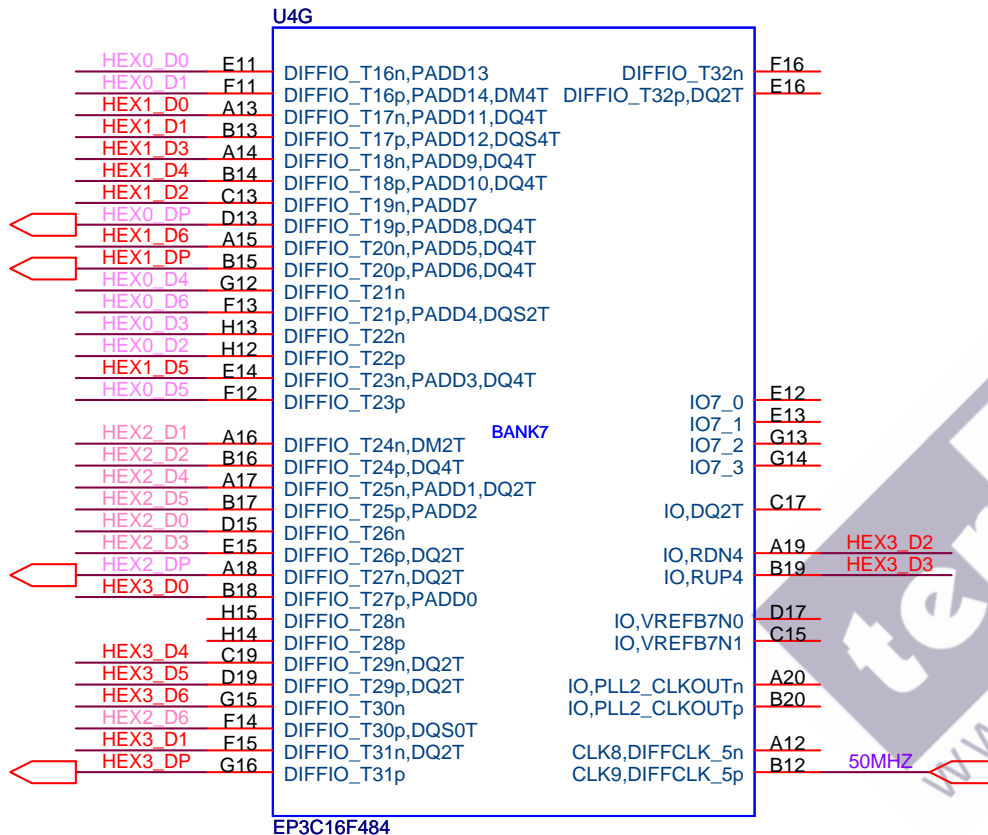 U4G
HEX0_D0 E11 DIFFIO_T16n,PADD13 DIFFIO_T32n F16
HEX0_D1 F11 DIFFIO_T16p,PADD14,DM4T DIFFIO_T32p,DQ2T E16
HEX1_D0 A13 DIFFIO_T17n,PADD11,DQ4T
HEX1_D1 B13 DIFFIO_T17p,PADD12,DQS4T
HEX1_D3 A14 DIFFIO_T18n,PADD9,DQ4T
HEX1_D4 B14 DIFFIO_T18p,PADD10,DQ4T
HEX1_D2 C13 DIFFIO_T19n,PADD7
HEX0_DP D13 DIFFIO_T19p,PADD8,DQ4T
HEX1_D6 A15 DIFFIO_T20n,PADD5,DQ4T
HEX1_DP B15 DIFFIO_T20p,PADD6,DQ4T
HEX0_D4 G12 DIFFIO_T21n
HEX0_D6 F13 DIFFIO_T21p,PADD4,DQS2T
HEX0_D3 H13 DIFFIO_T22n
HEX0_D2 H12 DIFFIO_T22p
HEX1_D5 E14 DIFFIO_T23n,PADD3,DQ4T
HEX0_D5 F12 DIFFIO_T23p IO7_0 E12
IO7_1 E13
BANK7
HEX2_D1 A16 DIFFIO_T24n,DM2T IO7_2 G13
HEX2_D2 B16 DIFFIO_T24p,DQ4T IO7_3 G14
HEX2_D4 A17 DIFFIO_T25n,PADD1,DQ2T
HEX2_D5 B17 DIFFIO_T25p,PADD2 IO,DQ2T C17
HEX2_D0 D15 DIFFIO_T26n
HEX2_D3 E15 DIFFIO_T26p,DQ2T IO,RDN4 A19 HEX3_D2
HEX2_DP A18 DIFFIO_T27n,DQ2T IO,RUP4 B19 HEX3_D3
HEX3_D0 B18 DIFFIO_T27p,PADD0
H15 DIFFIO_T28n IO,VREFB7N0 D17
H14 DIFFIO_T28p IO,VREFB7N1 C15
HEX3_D4 C19 DIFFIO_T29n,DQ2T
HEX3_D5 D19 DIFFIO_T29p,DQ2T IO,PLL2_CLKOUTn A20
HEX3_D6 G15 DIFFIO_T30n IO,PLL2_CLKOUTp B20
HEX2_D6 F14 DIFFIO_T30p,DQS0T
HEX3_D1 F15 DIFFIO_T31n,DQ2T CLK8,DIFFCLK_5n A12
HEX3_DP G16 DIFFIO_T31p CLK9,DIFFCLK_5p B12 50MHZ
EP3C16F484